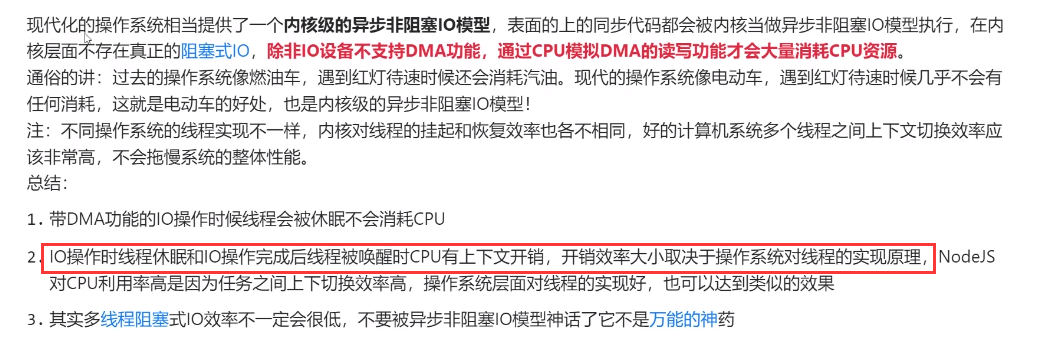 现代化的操作系统相当提供了一个内核级的异步非阻塞IO模型，表面的上的同步代码都会被内核当做异步非阻塞IO模型执行，在内
核层面不存在真正的阻塞式IO，除非IO设备不支持DMA功能，通过CPU模拟DMA的读写功能才会大量消耗CPU资源。
通俗的讲：过去的操作系统像燃油车，遇到红灯待速时候还会消耗汽油。现代的操作系统像电动车，遇到红灯待速时候几乎不会有
任何消耗，这就是电动车的好处，也是内核级的异步非阻塞IO模型！
注：不同操作系统的线程实现不一样，内核对线程的挂起和恢复效率也各不相同，好的计算机系统多个线程之间上下文切换效率应
该非常高，不会拖慢系统的整体性能。
总结：
1. 带DMA功能的IO操作时候线程会被休眠不会消耗CPU
2. IO操作时线程休眠和IO操作完成后线程被唤醒时CPU有上下文开销，开销效率大小取决于操作系统对线程的实现原理，NodeJS
对CPU利用率高是因为任务之间上下切换效率高，操作系统层面对线程的实现好，也可以达到类似的效果
3. 其实多线程阻塞式IO效率不一定会很低，不要被异步非阻塞IO模型神话了它不是万能的神药